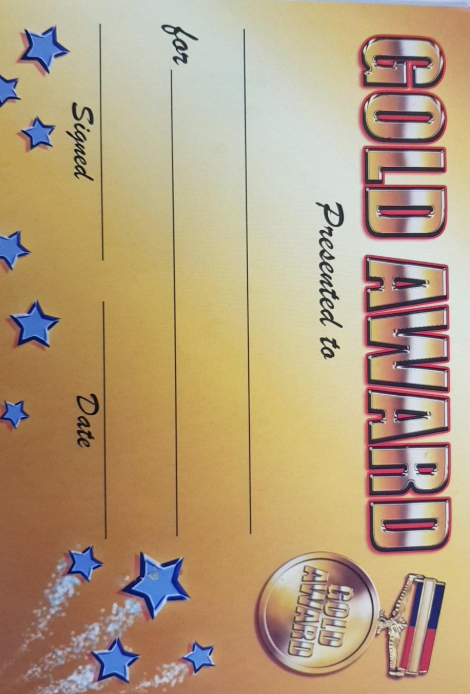 GOLD AWARD
Presented to
for
Signed Date
GOLD
AWARD